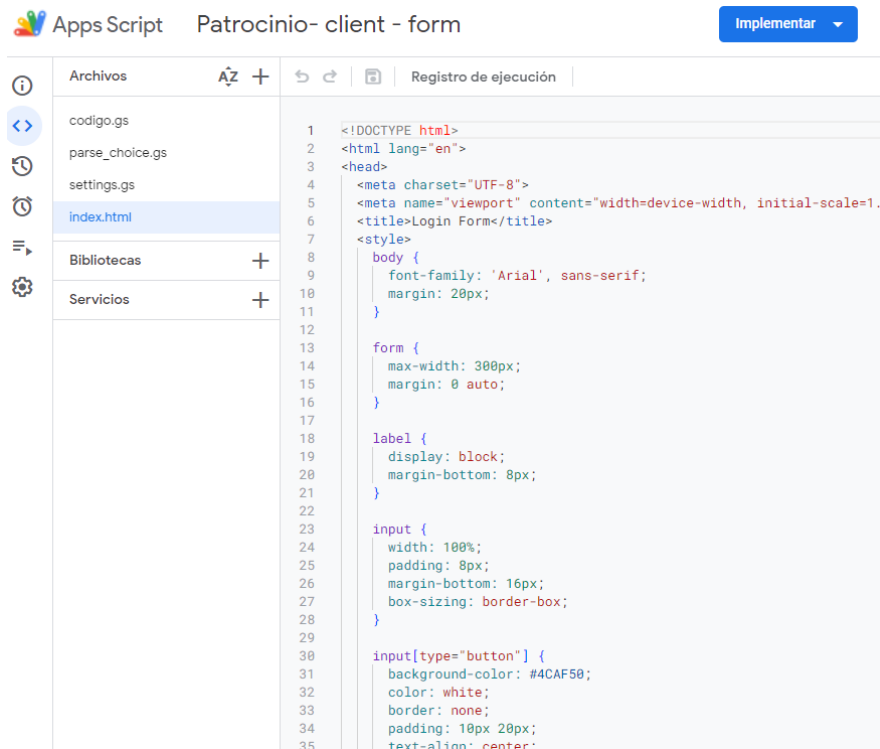 Apps Script
Patrocinio- client - form
Implementar
Archivos
AZ
Registro de ejecución
codigo.gs
parse_choice.gs
settings.gs
index.html
Bibliotecas
Servicios
1 <!DOCTYPE html>
2 <html lang="en">
3 <head>
4 <meta charset="UTF-8">
5 <meta name="viewport" content="width=device-width, initial-scale=1.
6 <title>Login Form</title>
7 <style>
8 body {
9 font-family: 'Arial', sans-serif;
10 margin: 20px;
11 }
12
13 form {
14 max-width: 300px;
15 margin: 0 auto;
16 }
17
18 label {
19 display: block;
20 margin-bottom: 8px;
21 }
22
23 input {
24 width: 100%;
25 padding: 8px;
26 margin-bottom: 16px;
27 box-sizing: border-box;
28 }
29
30 input[type="button"] {
31 background-color: #4CAF50;
32 color: white;
33 border: none;
34 padding: 10px 20px;
35 text-align: center;